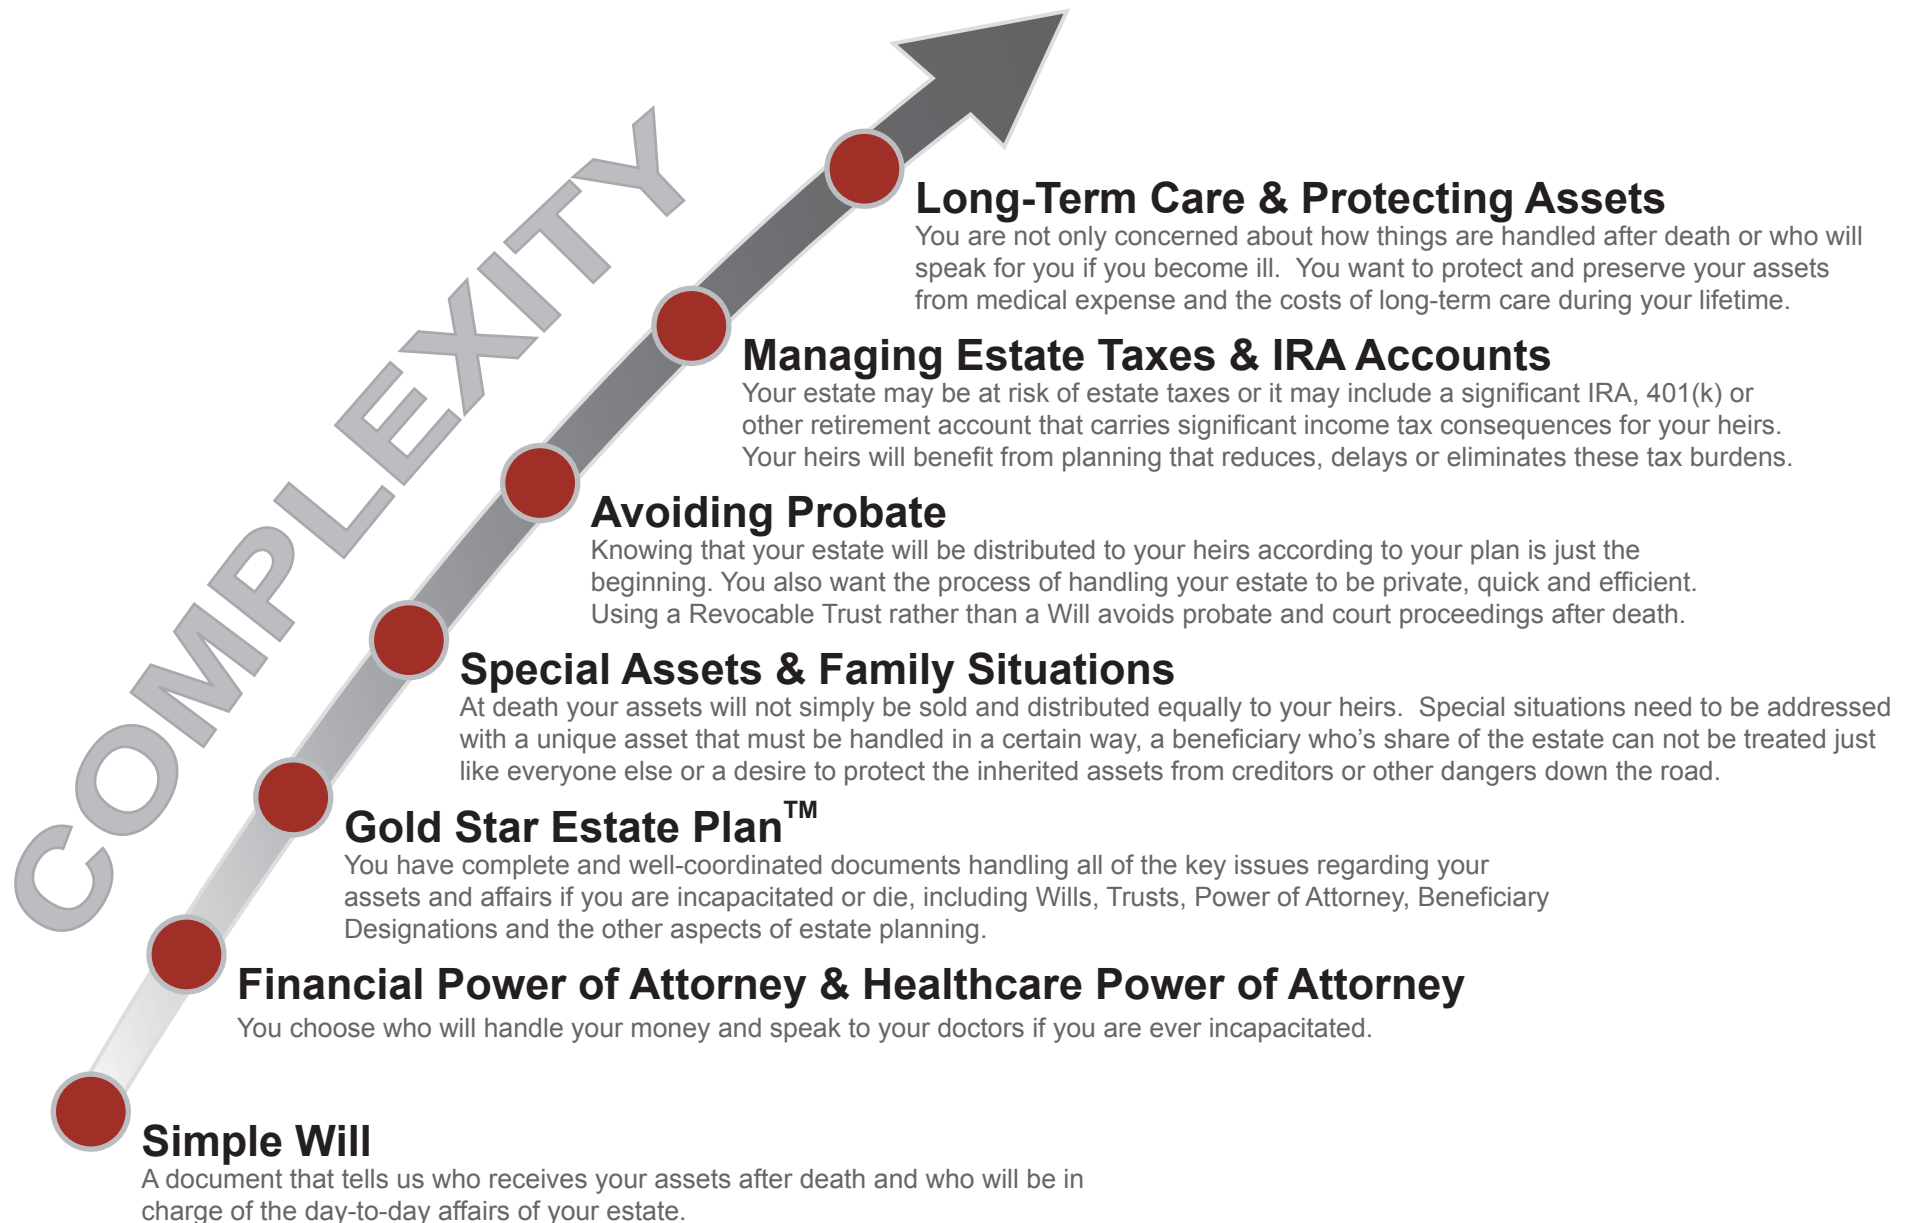 COMPLEXITY
Long-Term Care & Protecting Assets
You are not only concerned about how things are handled after death or who will
speak for you if you become ill.  You want to protect and preserve your assets
from medical expense and the costs of long-term care during your lifetime.
Managing Estate Taxes & IRA Accounts
Your estate may be at risk of estate taxes or it may include a significant IRA, 401(k) or
other retirement account that carries significant income tax consequences for your heirs.
Your heirs will benefit from planning that reduces, delays or eliminates these tax burdens.
Avoiding Probate
Knowing that your estate will be distributed to your heirs according to your plan is just the
beginning. You also want the process of handling your estate to be private, quick and efficient.
Using a Revocable Trust rather than a Will avoids probate and court proceedings after death.
Special Assets & Family Situations
At death your assets will not simply be sold and distributed equally to your heirs.  Special situations need to be addressed
with a unique asset that must be handled in a certain way, a beneficiary who's share of the estate can not be treated just
like everyone else or a desire to protect the inherited assets from creditors or other dangers down the road.
Gold Star Estate Plan™
You have complete and well-coordinated documents handling all of the key issues regarding your
assets and affairs if you are incapacitated or die, including Wills, Trusts, Power of Attorney, Beneficiary
Designations and the other aspects of estate planning.
Financial Power of Attorney & Healthcare Power of Attorney
You choose who will handle your money and speak to your doctors if you are ever incapacitated.
Simple Will
A document that tells us who receives your assets after death and who will be in
charge of the day-to-day affairs of your estate.